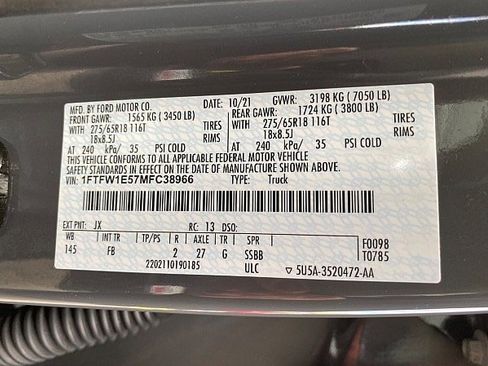 MFD. BY FORD MOTOR CO. 10/21 GVWR: 3198 KG ( 7050 LB)
FRONT GAWR: 1565 KG ( 3450 LB) REAR GAWR: 1724 KG ( 3800 LB)
275/65R18 116T TIRES 275/65R18 116T TIRES
18x8.5J RIMS 18x8.5J RIMS
AT 240 kPa/ 35 PSI COLD AT 240 kPa/ 35 PSI COLD
THIS VEHICLE CONFORMS TO ALL APPLICABLE FEDERAL MOTOR VEHICLE
SAFETY STANDARDS IN EFFECT ON THE DATE OF MANUFACTURE SHOWN ABOVE.
VIN: 1FTFW1E57MFC38966 TYPE: Truck
EXT PNT: JX RC: 13 DSO:
WB INT TR TP/PS R AXLE TR SPR F0098
145 FB 2 27 G SSBB T0785
2202110190185 ULC 5U5A-3520472-AA